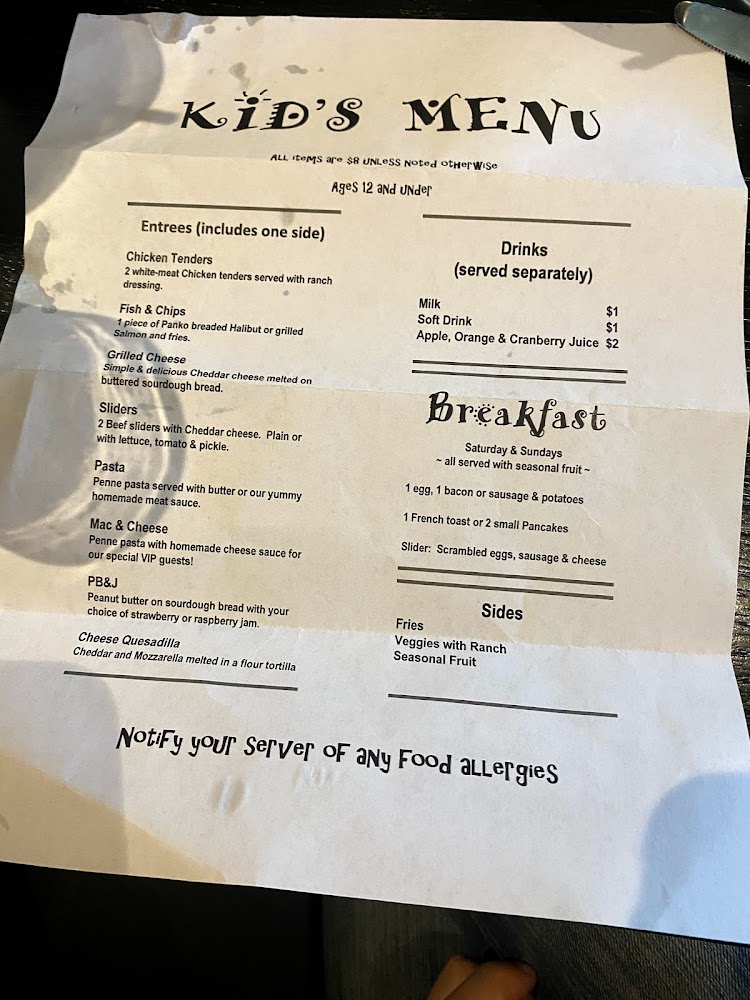 KiD'S MENU
ALL iteMS are $8 UNLeSS Noted otHerWiSe
AgeS 12 aNd UNder
Entrees (includes one side)
Chicken Tenders
2 white-meat Chicken tenders served with ranch
dressing.
Fish & Chips
1 piece of Panko breaded Halibut or grilled
Salmon and fries.
Grilled Cheese
Simple & delicious Cheddar cheese melted on
buttered sourdough bread.
Sliders
2 Beef sliders with Cheddar cheese. Plain or
with lettuce, tomato & pickle.
Pasta
Penne pasta served with butter or our yummy
homemade meat sauce.
Mac & Cheese
Penne pasta with homemade cheese sauce for
our special VIP guests!
PB&J
Peanut butter on sourdough bread with your
choice of strawberry or raspberry jam.
Cheese Quesadilla
Cheddar and Mozzarella melted in a flour tortilla
Drinks
(served separately)
Milk $1
Soft Drink $1
Apple, Orange & Cranberry Juice $2
Breakfast
Saturday & Sundays
~ all served with seasonal fruit ~
1 egg, 1 bacon or sausage & potatoes
1 French toast or 2 small Pancakes
Slider: Scrambled eggs, sausage & cheese
Sides
Fries
Veggies with Ranch
Seasonal Fruit
Notify your server of any food allergies